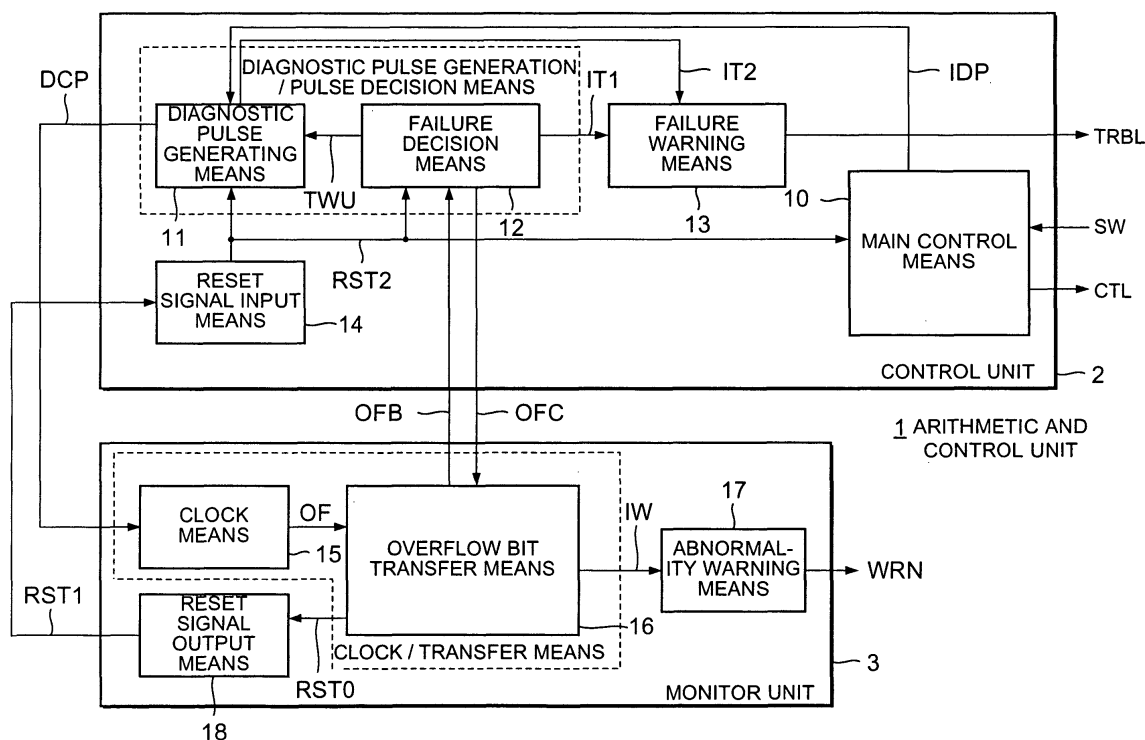 DCP
DIAGNOSTIC PULSE GENERATION
/ PULSE DECISION MEANS
IT2
IDP
IT1
DIAGNOSTIC
PULSE
GENERATING
MEANS
FAILURE
DECISION
MEANS
FAILURE
WARNING
MEANS
TRBL
TWU
11
12
13
10
MAIN CONTROL
MEANS
SW
CTL
RST2
RESET
SIGNAL INPUT
MEANS
14
CONTROL UNIT
2
OFB
OFC
1 ARITHMETIC AND
CONTROL UNIT
CLOCK
MEANS
15
OF
OVERFLOW BIT
TRANSFER MEANS
IW
17
ABNORMAL-
ITY WARNING
MEANS
WRN
RST1
RESET
SIGNAL
OUTPUT
MEANS
16
CLOCK / TRANSFER MEANS
RST0
18
3
MONITOR UNIT